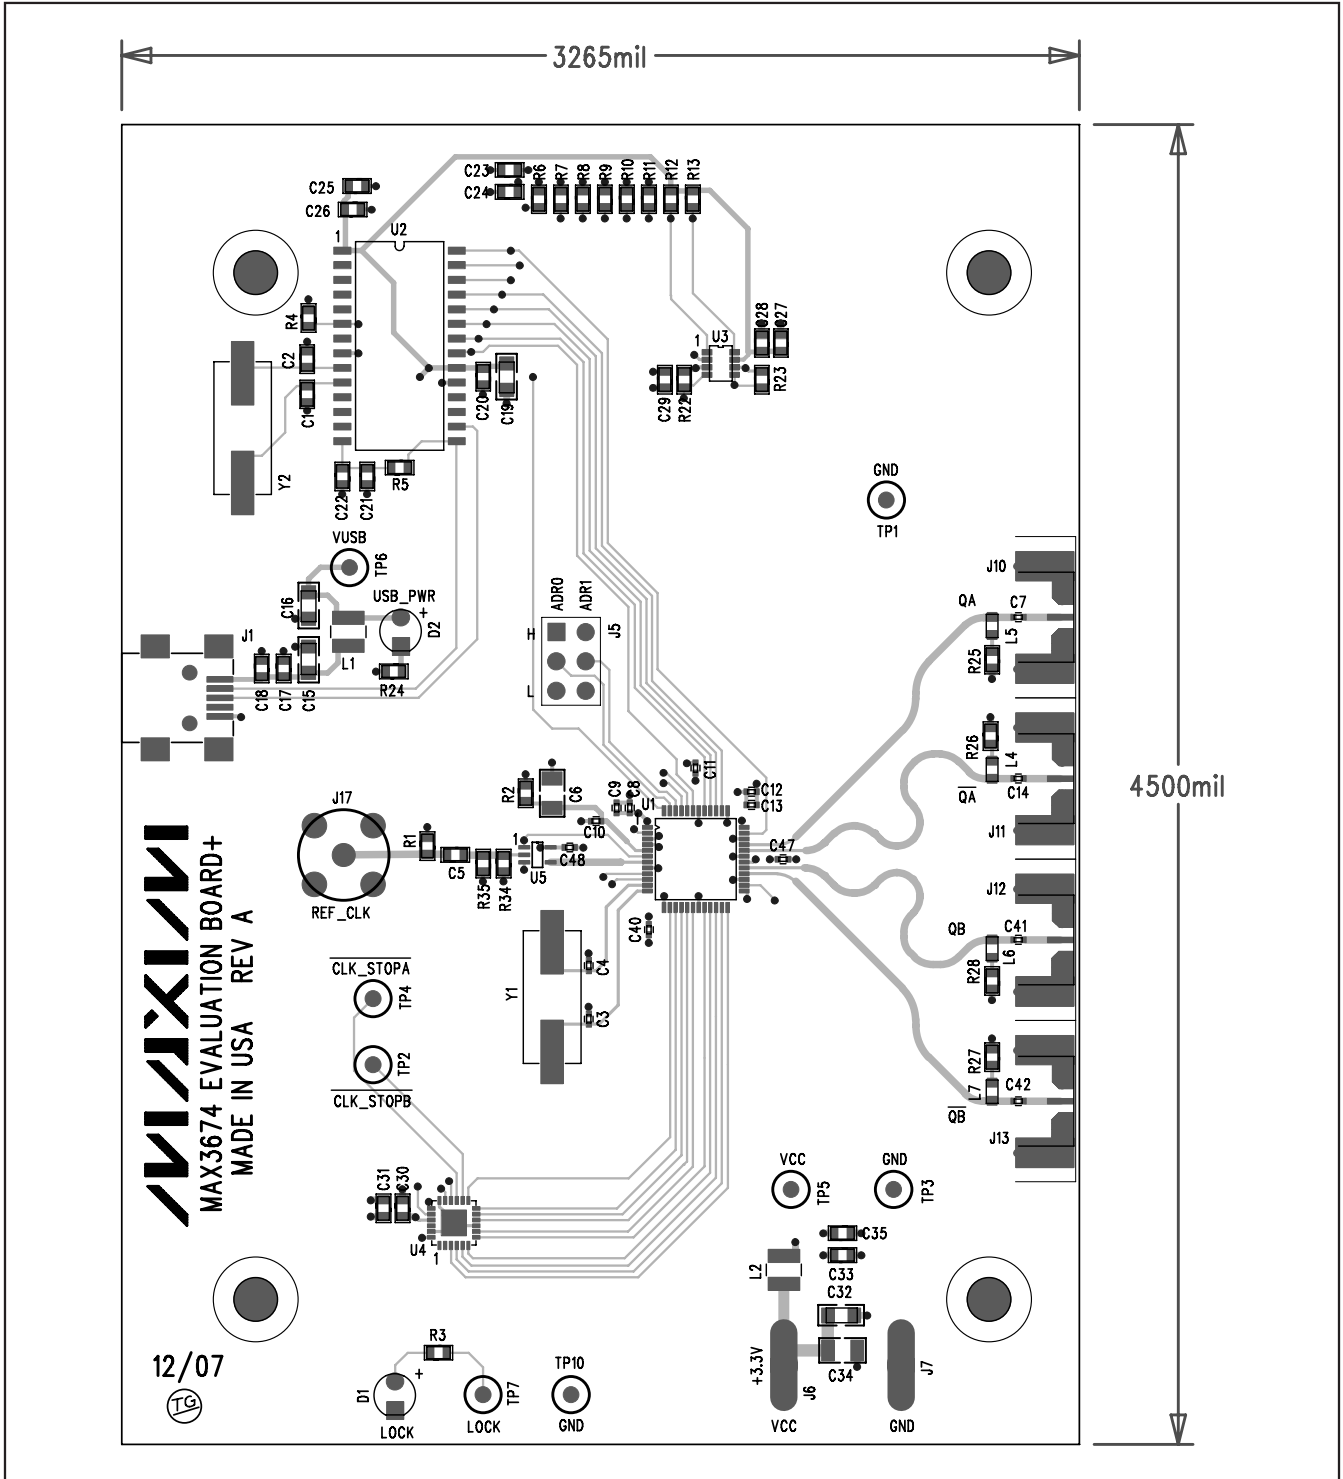 3265mil
C23
C24
R6
R7
R8
R9
R10
R11
R12
R13
C25
C26
1
U2
R4
C2
C1
Y2
C20
C19
C22
C21
R5
1
U3
C28
C27
C29
R22
R23
GND
TP1
VUSB
TP6
USB_PWR
+
D2
C16
J1
L1
R24
C18
C17
C15
ADR0
ADR1
H
L
J5
J10
QA
C7
L5
R25
R26
L4
QA
C14
J11
4500mil
C11
C12
C13
R2
C6
C9
C8
U1
C10
J17
REF_CLK
R1
C5
R35
R34
1
U5
C48
C47
C40
J12
QB
C41
L6
R28
R27
L7
C42
QB
J13
CLK_STOPA
TP4
TP2
CLK_STOPB
C4
Y1
C3
MAXIM
MAX3674 EVALUATION BOARD+
MADE IN USA REV A
C31
C30
U4
1
VCC
TP5
GND
TP3
C35
C33
L2
C32
C34
+3.3V
J6
VCC
J7
GND
12/07
TG
R3
D1
+
LOCK
TP7
LOCK
TP10
GND